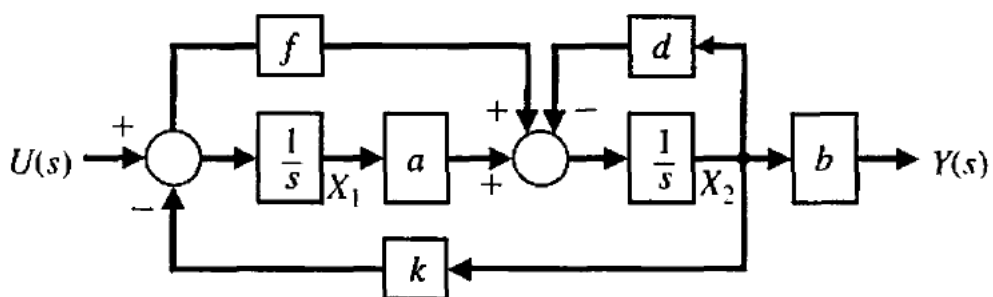 f
d
+
+
−
U(s)
1/s
X₁
a
+
1/s
X₂
b
Y(s)
−
k